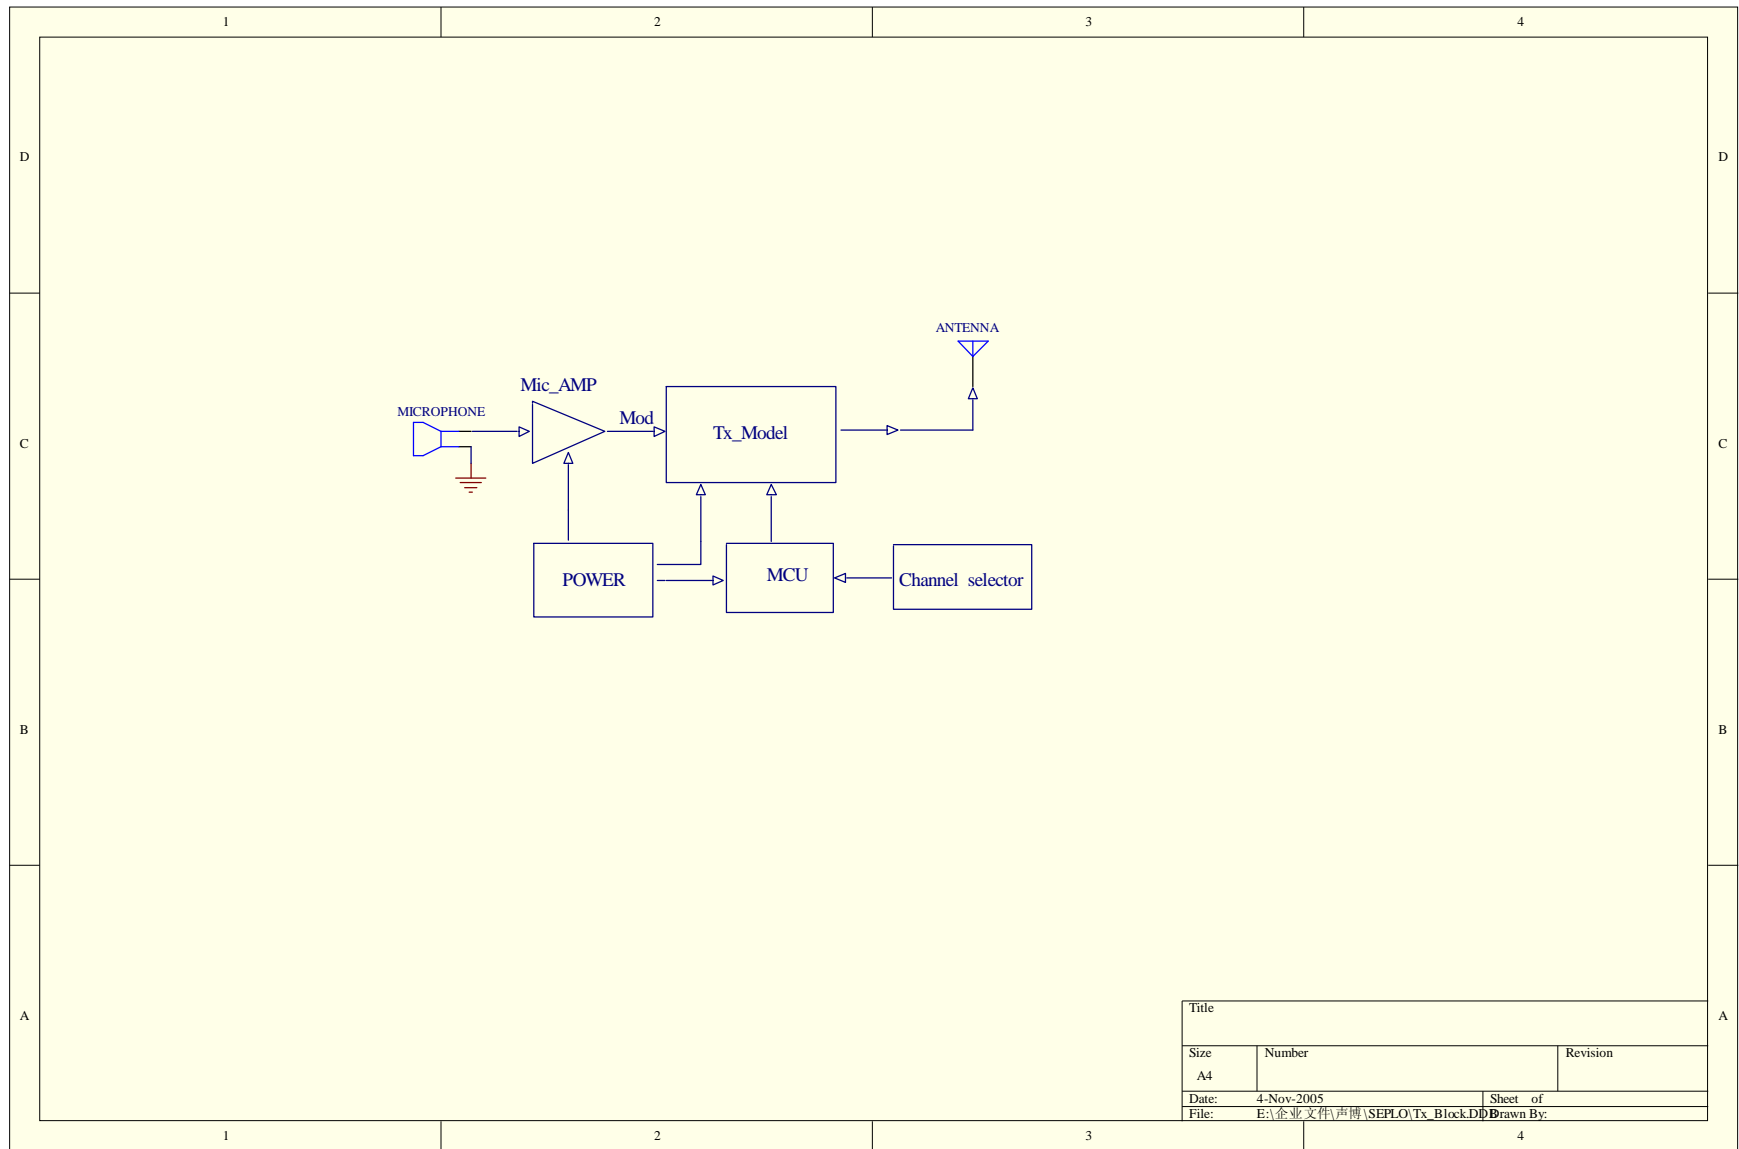 1 2 3 4
D D
ANTENNA
Mic_AMP
MICROPHONE
Mod
Tx_Model
C C
POWER
MCU
Channel selector
B B
A A
Title
Size Number Revision
A4
Date: 4-Nov-2005 Sheet of
File: E:\企业文件\声博\SEPLO\Tx_Block.DDB Drawn By:
1 2 3 4